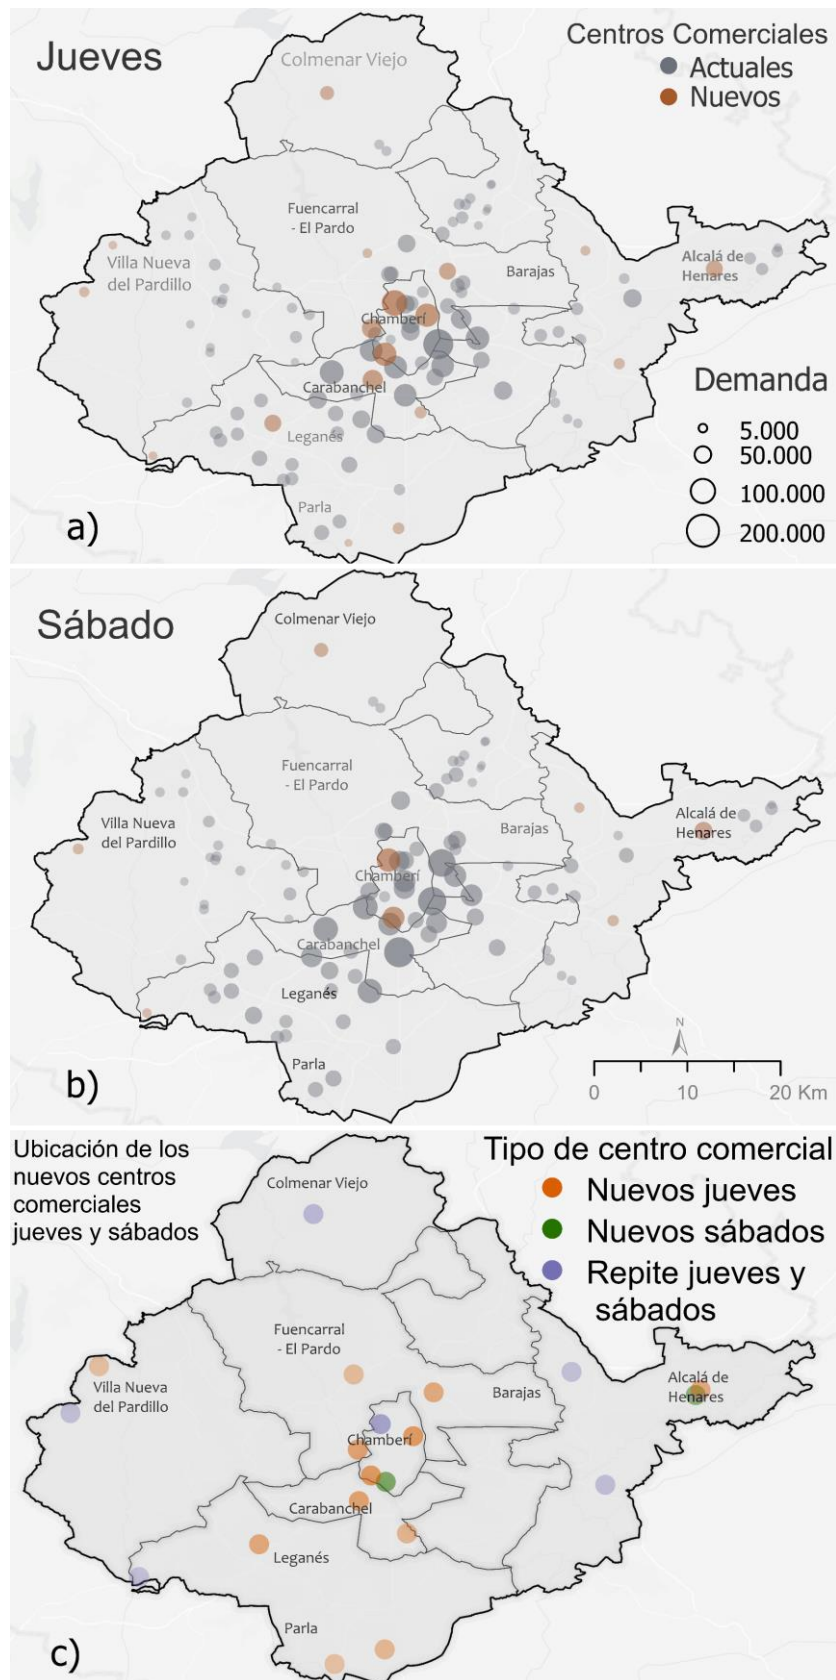 Jueves
Centros Comerciales
Actuales
Nuevos
Colmenar Viejo
Fuencarral
- El Pardo
Villa Nueva
del Pardillo
Barajas
Alcalá de
Henares
Chamberí
Carabanchel
Leganés
Parla
Demanda
5.000
50.000
100.000
200.000
a)
Sábado
Colmenar Viejo
Fuencarral
- El Pardo
Villa Nueva
del Pardillo
Barajas
Alcalá de
Henares
Chamberí
Carabanchel
Leganés
Parla
N
0 10 20 Km
b)
Ubicación de los
nuevos centros
comerciales
jueves y sábados
Tipo de centro comercial
Nuevos jueves
Nuevos sábados
Repite jueves y
sábados
Colmenar Viejo
Fuencarral
- El Pardo
Villa Nueva
del Pardillo
Barajas
Alcalá de
Henares
Chamberí
Carabanchel
Leganés
Parla
c)